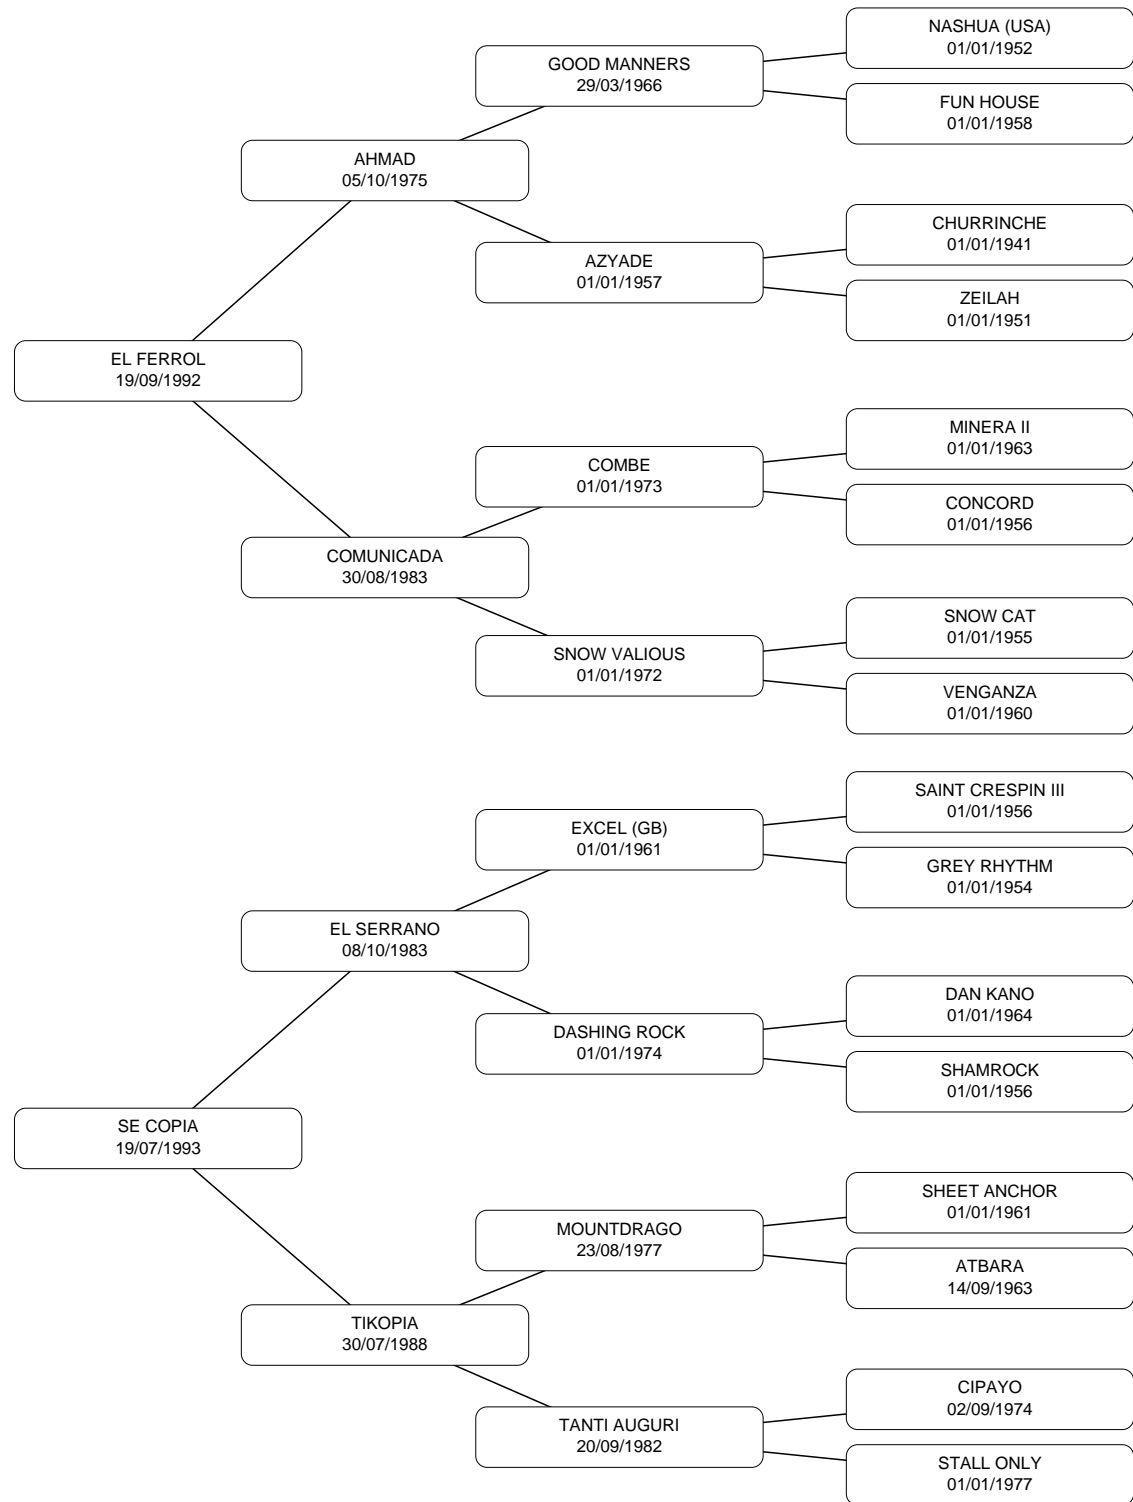 NASHUA (USA)
01/01/1952
GOOD MANNERS
29/03/1966
FUN HOUSE
01/01/1958
AHMAD
05/10/1975
CHURRINCHE
01/01/1941
AZYADE
01/01/1957
ZEILAH
01/01/1951
EL FERROL
19/09/1992
MINERA II
01/01/1963
COMBE
01/01/1973
CONCORD
01/01/1956
COMUNICADA
30/08/1983
SNOW CAT
01/01/1955
SNOW VALIOUS
01/01/1972
VENGANZA
01/01/1960
SAINT CRESPIN III
01/01/1956
EXCEL (GB)
01/01/1961
GREY RHYTHM
01/01/1954
EL SERRANO
08/10/1983
DAN KANO
01/01/1964
DASHING ROCK
01/01/1974
SHAMROCK
01/01/1956
SE COPIA
19/07/1993
SHEET ANCHOR
01/01/1961
MOUNTDRAGO
23/08/1977
ATBARA
14/09/1963
TIKOPIA
30/07/1988
CIPAYO
02/09/1974
TANTI AUGURI
20/09/1982
STALL ONLY
01/01/1977